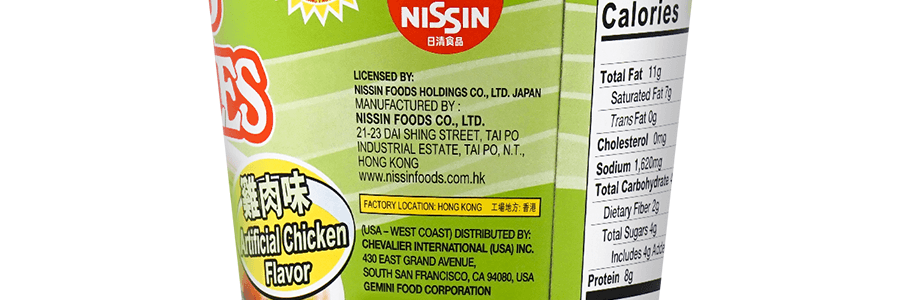 ES
雞肉味
Artificial Chicken
Flavor
NISSIN
日清食品
LICENSED BY:
NISSIN FOODS HOLDINGS CO., LTD. JAPAN
MANUFACTURED BY :
NISSIN FOODS CO., LTD.
21-23 DAI SHING STREET, TAI PO
INDUSTRIAL ESTATE, TAI PO, N.T.,
HONG KONG
www.nissinfoods.com.hk
FACTORY LOCATION: HONG KONG 工場地方: 香港
(USA – WEST COAST) DISTRIBUTED BY:
CHEVALIER INTERNATIONAL (USA) INC.
430 EAST GRAND AVENUE,
SOUTH SAN FRANCISCO, CA 94080, USA
GEMINI FOOD CORPORATION
Calories
Total Fat 11g
Saturated Fat 7g
Trans Fat 0g
Cholesterol 0mg
Sodium 1,620mg
Total Carbohydrate
Dietary Fiber 2g
Total Sugars 4g
Includes 4g Adde
Protein 8g